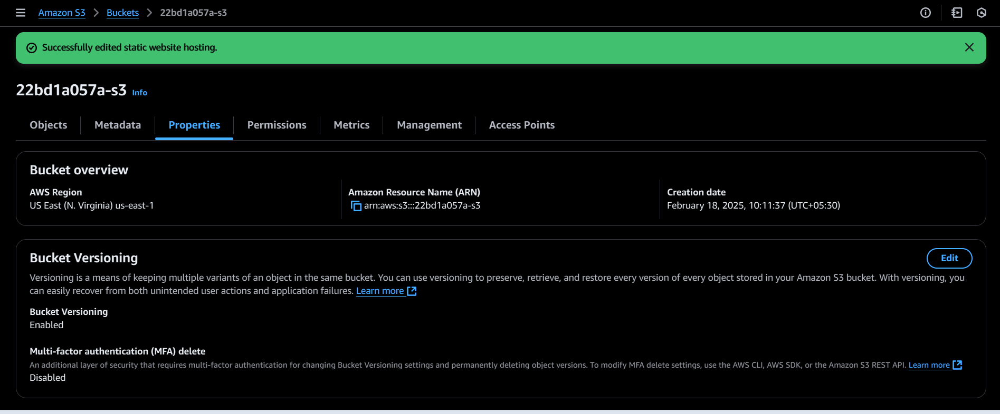 Amazon S3 > Buckets > 22bd1a057a-s3
Successfully edited static website hosting.
22bd1a057a-s3 Info
Objects Metadata Properties Permissions Metrics Management Access Points
Bucket overview
AWS Region
US East (N. Virginia) us-east-1
Amazon Resource Name (ARN)
arn:aws:s3:::22bd1a057a-s3
Creation date
February 18, 2025, 10:11:37 (UTC+05:30)
Bucket Versioning
Edit
Versioning is a means of keeping multiple variants of an object in the same bucket. You can use versioning to preserve, retrieve, and restore every version of every object stored in your Amazon S3 bucket. With versioning, you
can easily recover from both unintended user actions and application failures. Learn more
Bucket Versioning
Enabled
Multi-factor authentication (MFA) delete
An additional layer of security that requires multi-factor authentication for changing Bucket Versioning settings and permanently deleting object versions. To modify MFA delete settings, use the AWS CLI, AWS SDK, or the Amazon S3 REST API. Learn more
Disabled